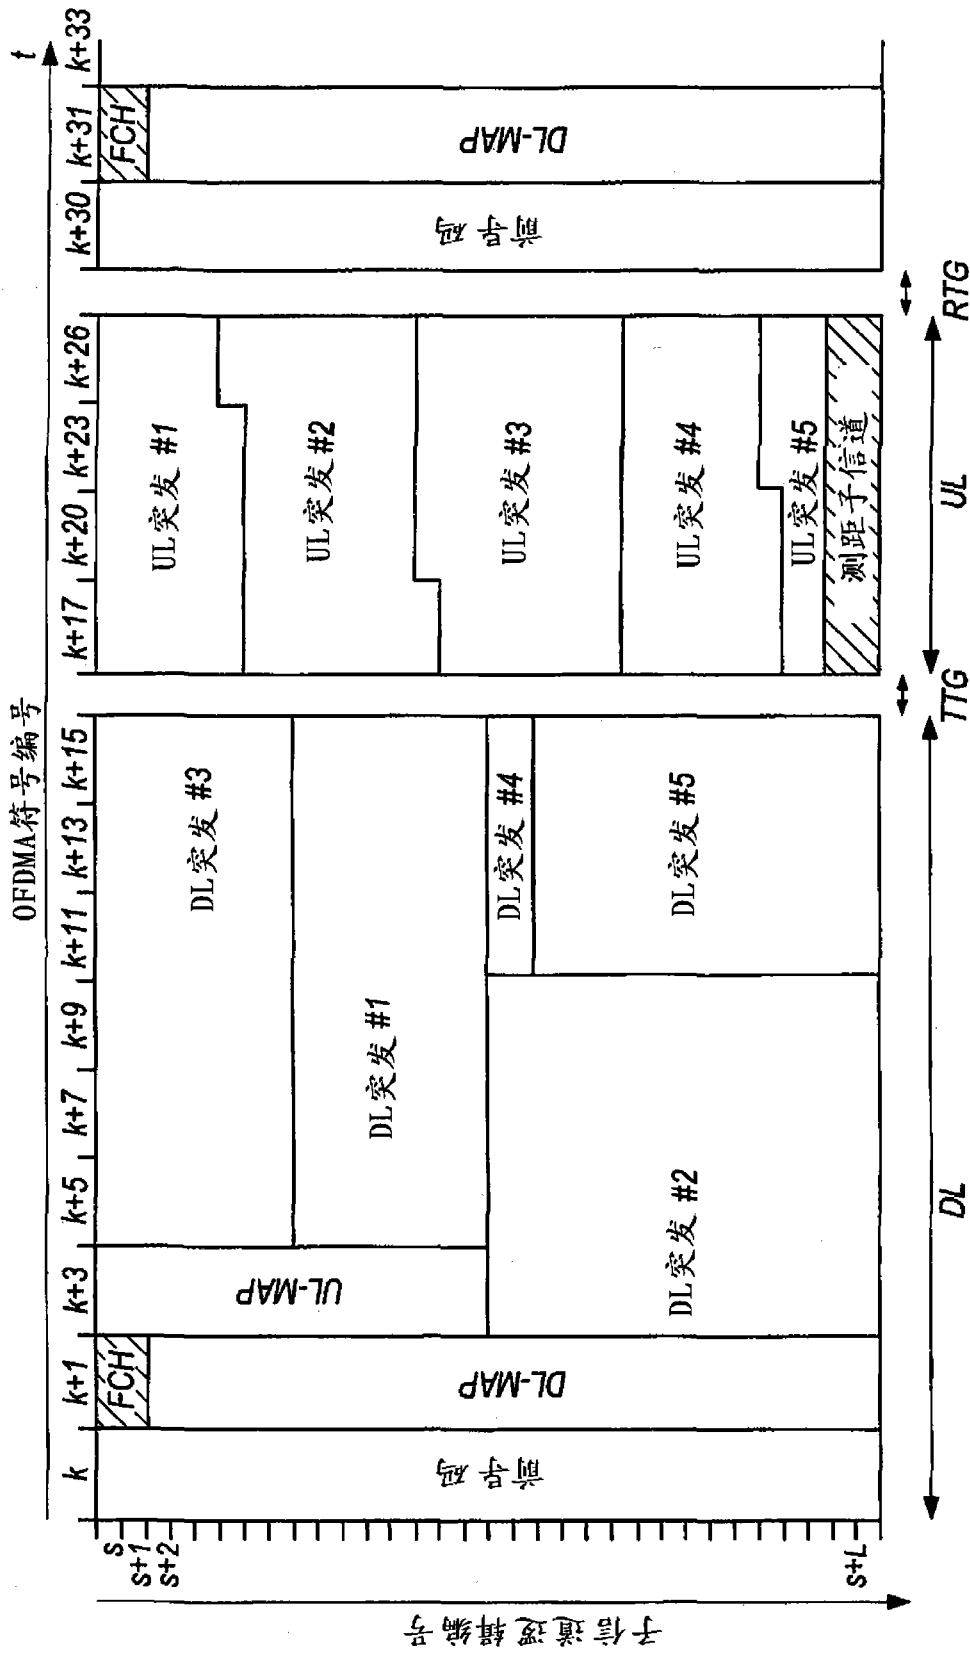 OFDMA符号编号
t
k
k+1
k+3
k+5
k+7
k+9
k+11
k+13
k+15
k+17
k+20
k+23
k+26
k+30
k+31
k+33
s
s+1
s+2
s+L
子信道逻辑编号
前导码
FCH
DL-MAP
UL-MAP
DL突发 #3
DL突发 #1
DL突发 #2
DL突发 #4
DL突发 #5
UL突发 #1
UL突发 #2
UL突发 #3
UL突发 #4
UL突发 #5
测距子信道
前导码
FCH
DL-MAP
DL
TTG
UL
RTG